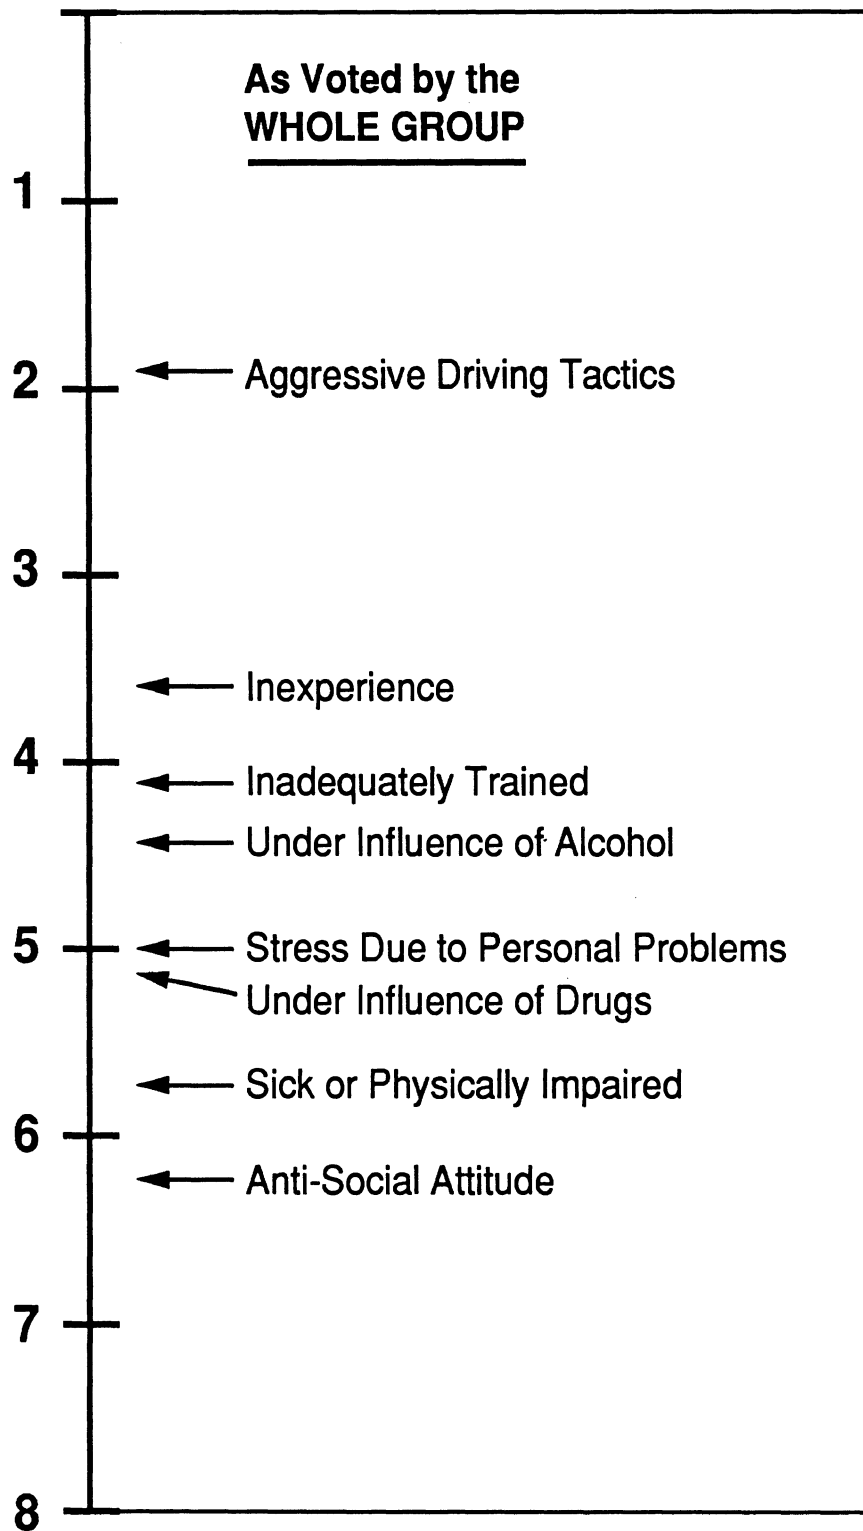 As Voted by the
WHOLE GROUP
1
2
Aggressive Driving Tactics
3
Inexperience
4
Inadequately Trained
Under Influence of Alcohol
5
Stress Due to Personal Problems
Under Influence of Drugs
Sick or Physically Impaired
6
Anti-Social Attitude
7
8